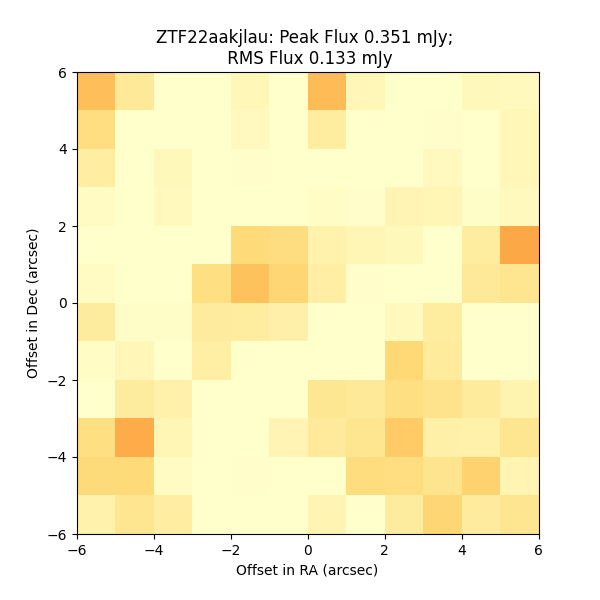 ZTF22aakjlau: Peak Flux 0.351 mJy;
RMS Flux 0.133 mJy
6
4
2
0
−2
−4
−6
Offset in Dec (arcsec)
−6 −4 −2 0 2 4 6
Offset in RA (arcsec)